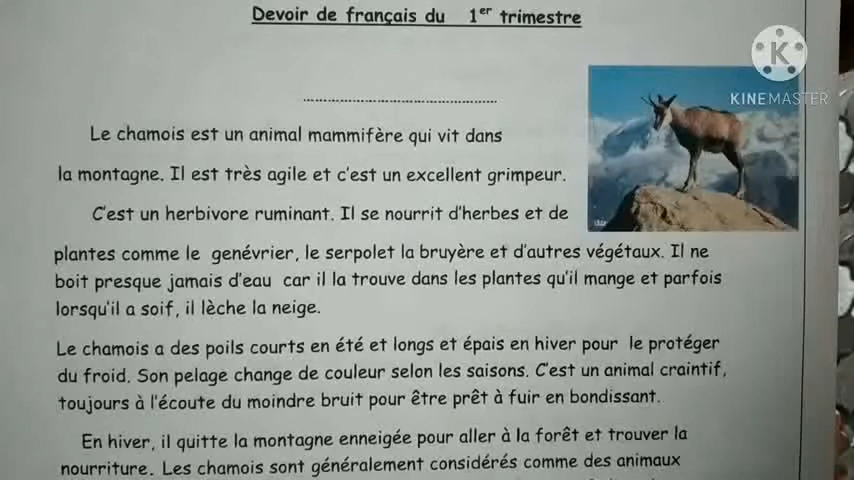 Devoir de français du 1er trimestre
KINEMASTER
Le chamois est un animal mammifère qui vit dans
la montagne. Il est très agile et c'est un excellent grimpeur.
C'est un herbivore ruminant. Il se nourrit d'herbes et de
plantes comme le genévrier, le serpolet la bruyère et d'autres végétaux. Il ne
boit presque jamais d'eau car il la trouve dans les plantes qu'il mange et parfois
lorsqu'il a soif, il lèche la neige.
Le chamois a des poils courts en été et longs et épais en hiver pour le protéger
du froid. Son pelage change de couleur selon les saisons. C'est un animal craintif,
toujours à l'écoute du moindre bruit pour être prêt à fuir en bondissant.
En hiver, il quitte la montagne enneigée pour aller à la forêt et trouver la
nourriture. Les chamois sont généralement considérés comme des animaux